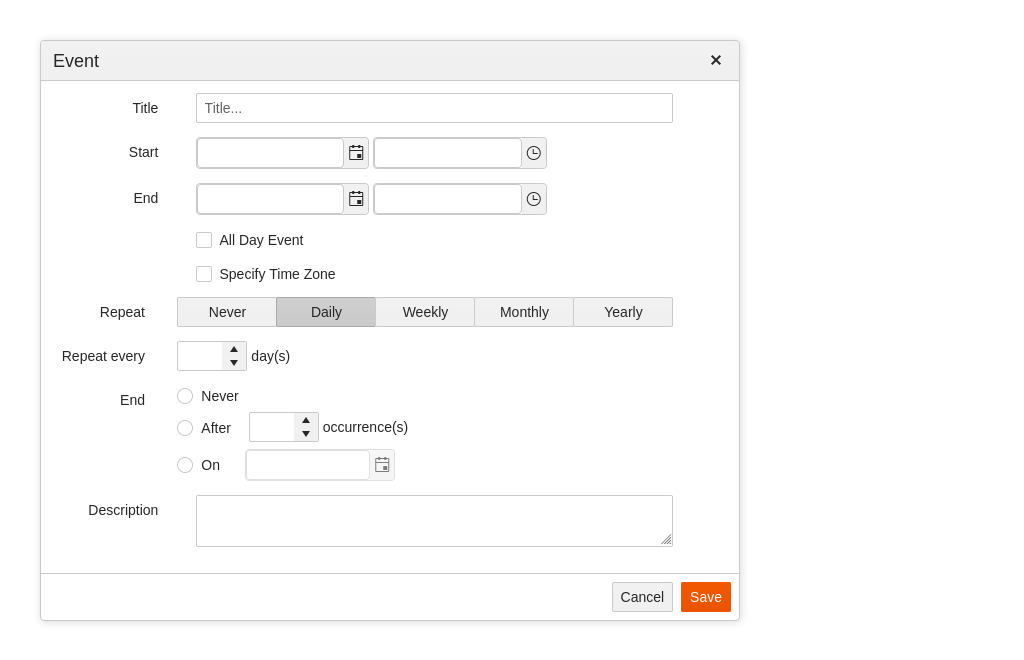 Event
Title Title...
Start
End
All Day Event
Specify Time Zone
Repeat Never Daily Weekly Monthly Yearly
Repeat every day(s)
End Never
After occurrence(s)
On
Description
Cancel Save